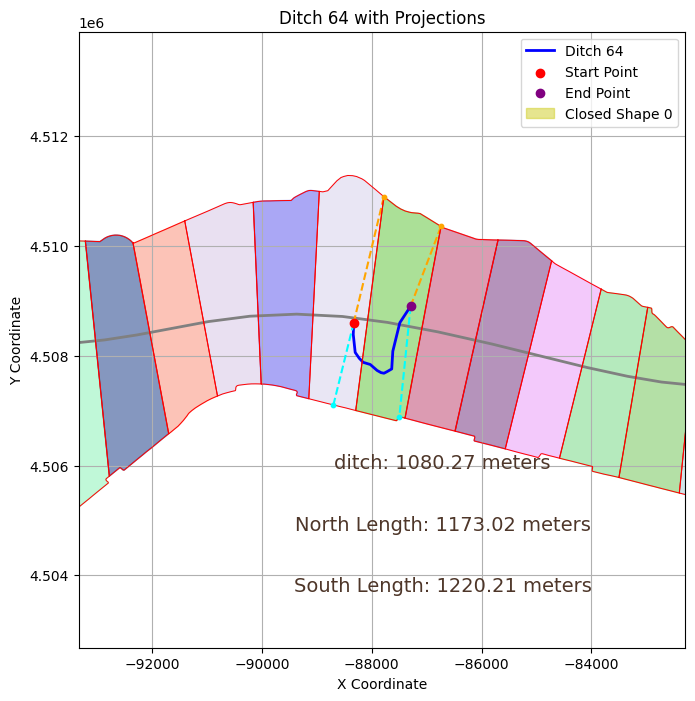 Ditch 64 with Projections
1e6
Ditch 64
Start Point
End Point
Closed Shape 0
4.512
4.510
4.508
4.506
4.504
Y Coordinate
ditch: 1080.27 meters
North Length: 1173.02 meters
South Length: 1220.21 meters
−92000
−90000
−88000
−86000
−84000
X Coordinate